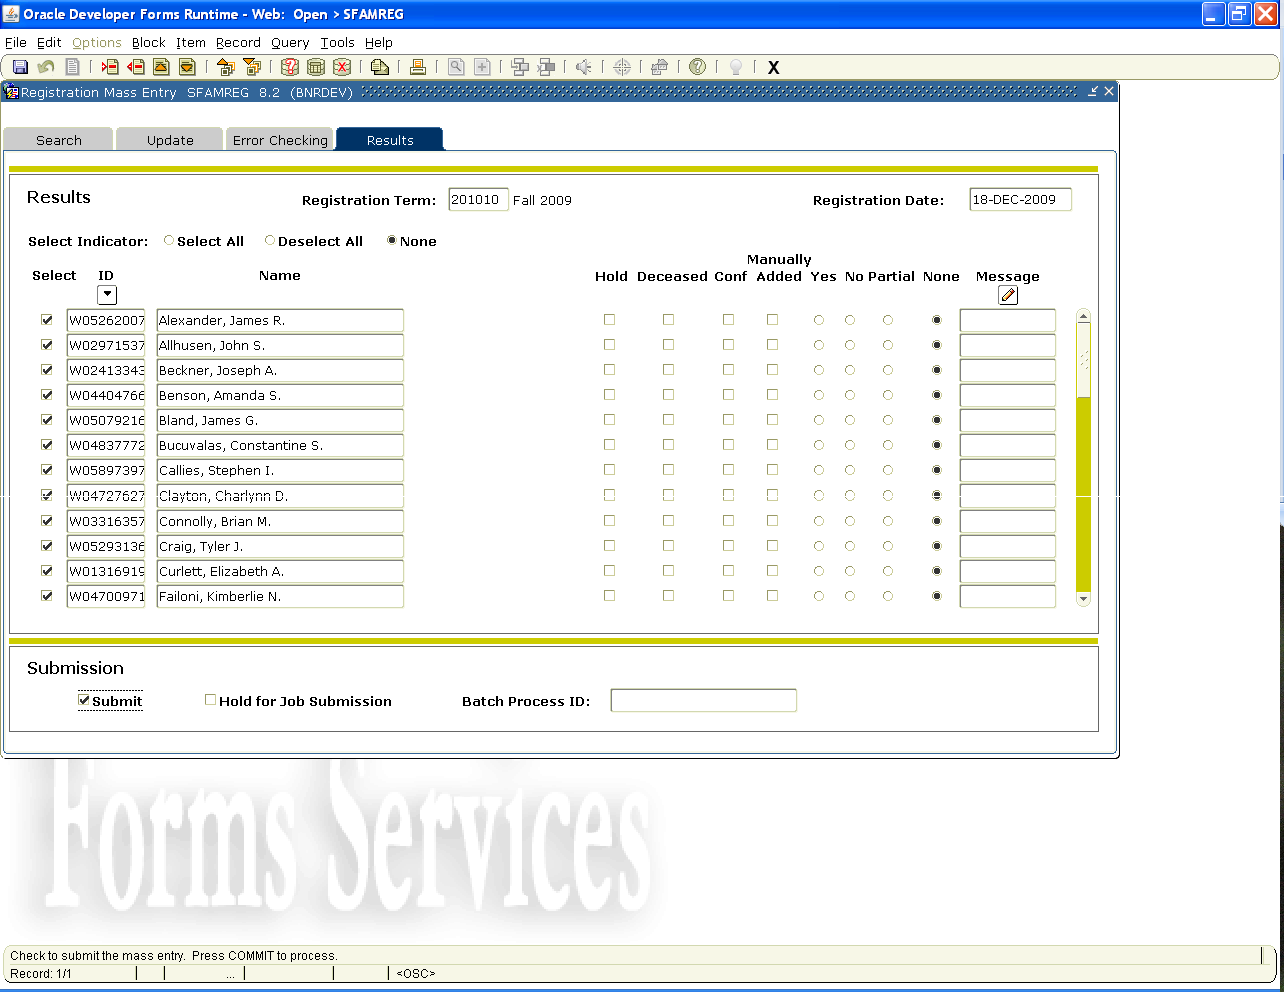 Oracle Developer Forms Runtime - Web:  Open > SFAMREG
File Edit Options Block Item Record Query Tools Help
Registration Mass Entry  SFAMREG  8.2  (BNRDEV)
Search Update Error Checking Results
Results Registration Term: 201010 Fall 2009 Registration Date: 18-DEC-2009
Select Indicator: Select All Deselect All None
Manually
Select ID Name Hold Deceased Conf Added Yes No Partial None Message
W05262007 Alexander, James R.
W02971537 Allhusen, John S.
W02413343 Beckner, Joseph A.
W04404766 Benson, Amanda S.
W05079216 Bland, James G.
W04837772 Bucuvalas, Constantine S.
W05897397 Callies, Stephen I.
W04727627 Clayton, Charlynn D.
W03316357 Connolly, Brian M.
W05293136 Craig, Tyler J.
W01316919 Curlett, Elizabeth A.
W04700971 Failoni, Kimberlie N.
Submission
Submit Hold for Job Submission Batch Process ID:
Forms Services
Check to submit the mass entry.  Press COMMIT to process.
Record: 1/1 ... <OSC>